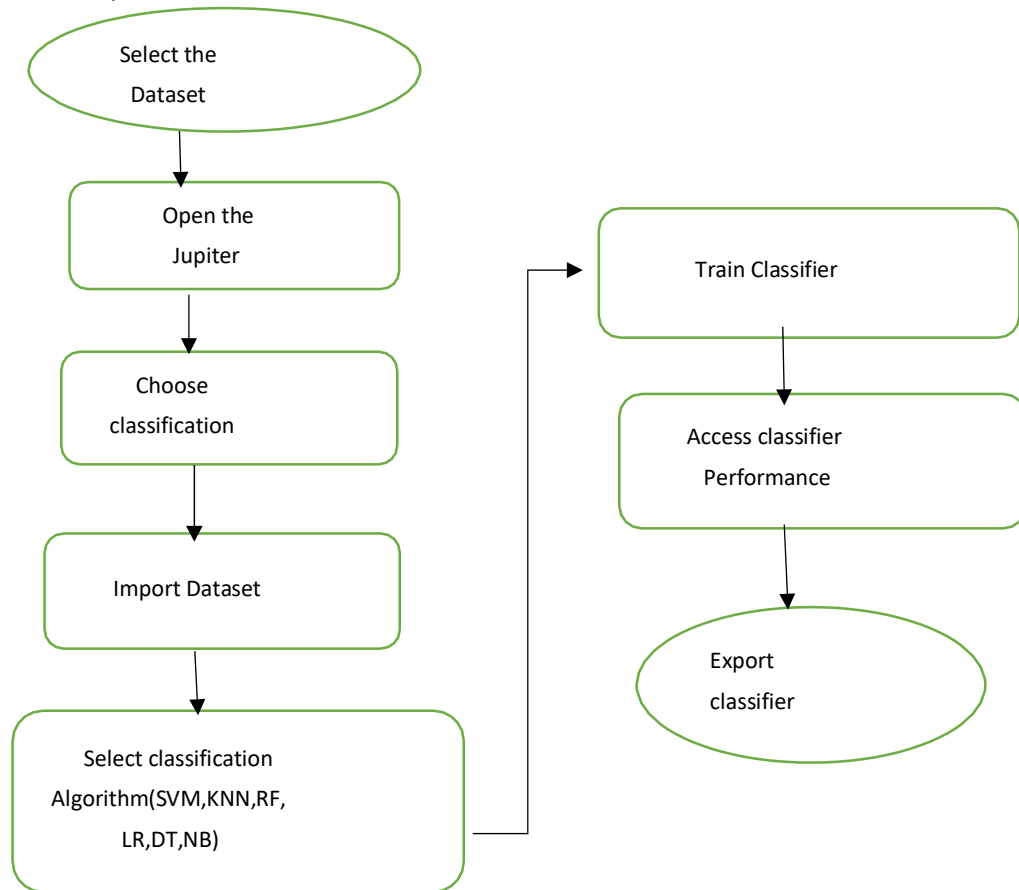 Select the
Dataset
Open the
Jupiter
Choose
classification
Import Dataset
Select classification
Algorithm(SVM,KNN,RF,
LR,DT,NB)
Train Classifier
Access classifier
Performance
Export
classifier